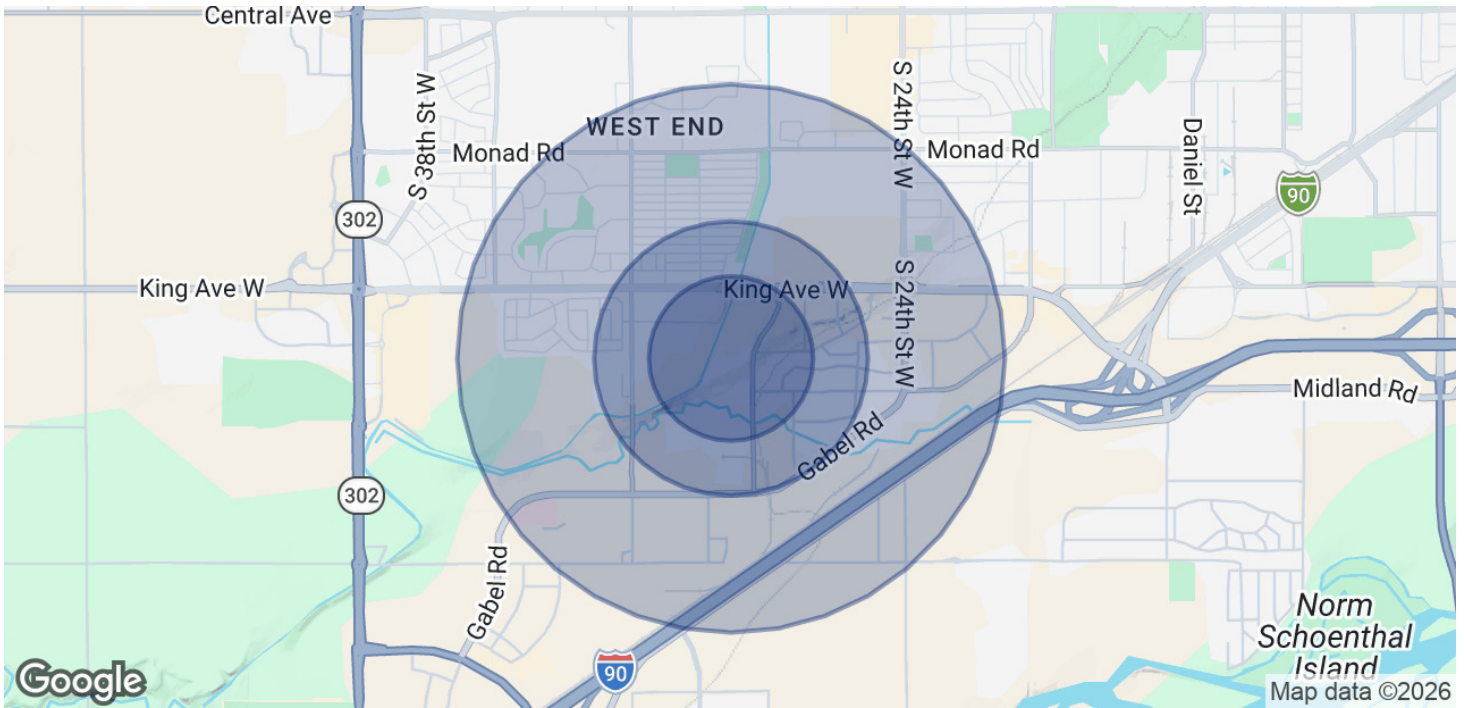 Central Ave
S 38th St W
WEST END
Monad Rd
S 24th St W
Monad Rd
Daniel St
90
302
King Ave W
King Ave W
S 24th St W
Midland Rd
Gabel Rd
302
Gabel Rd
Norm
Schoenthal
Island
90
Google
Map data ©2026